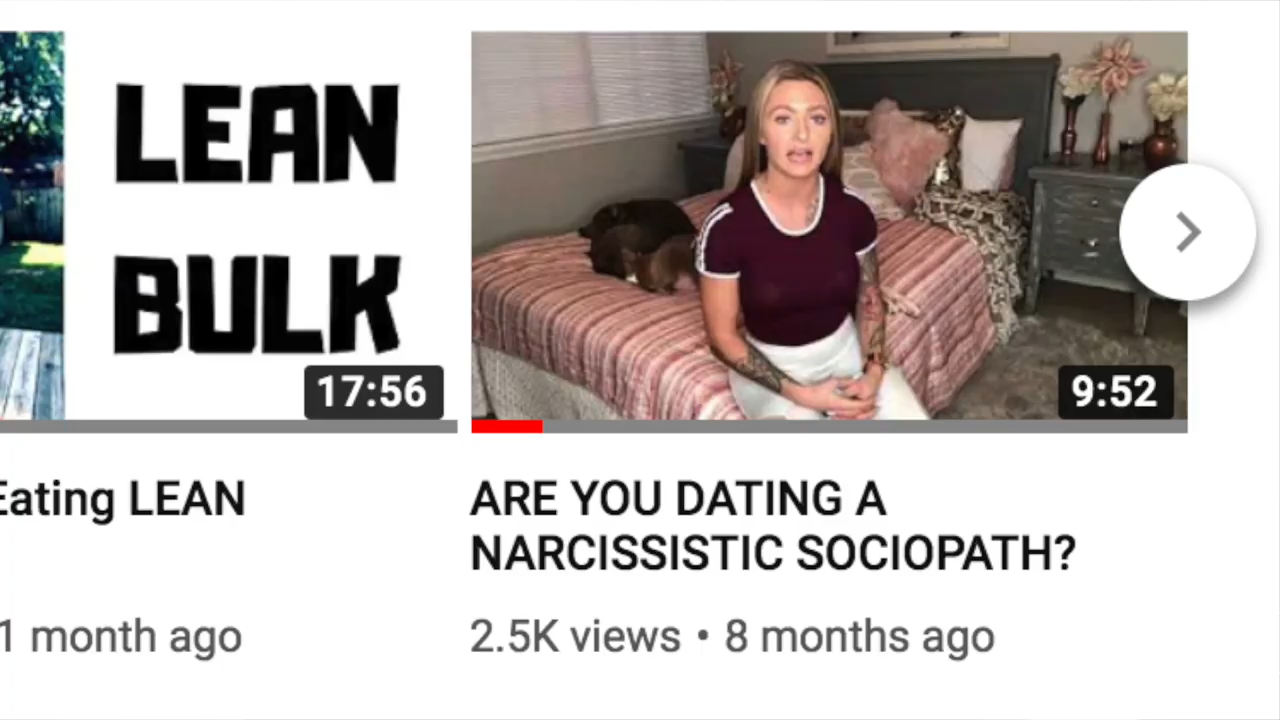 LEAN
BULK
17:56
Eating LEAN
1 month ago
9:52
ARE YOU DATING A
NARCISSISTIC SOCIOPATH?
2.5K views • 8 months ago